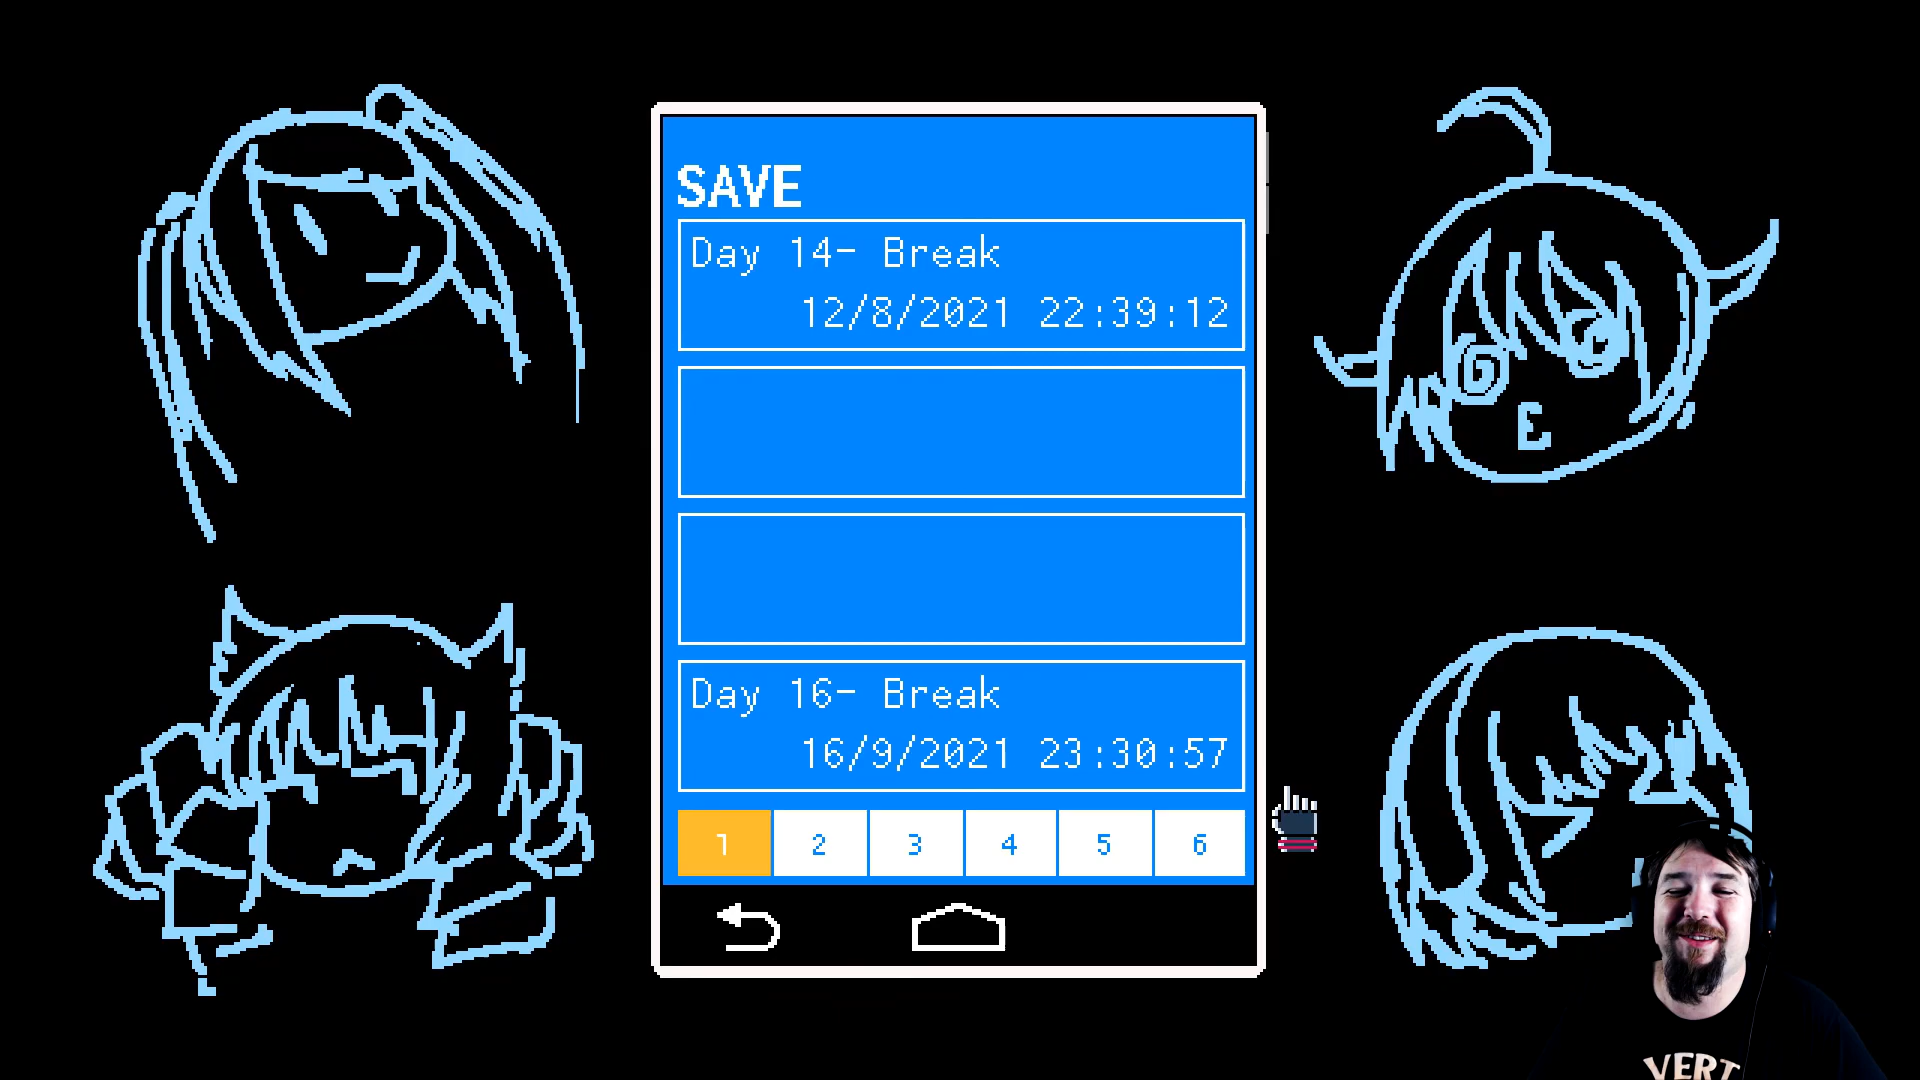 SAVE
Day 14- Break
12/8/2021 22:39:12
Day 16- Break
16/9/2021 23:30:57
1 2 3 4 5 6
VERT